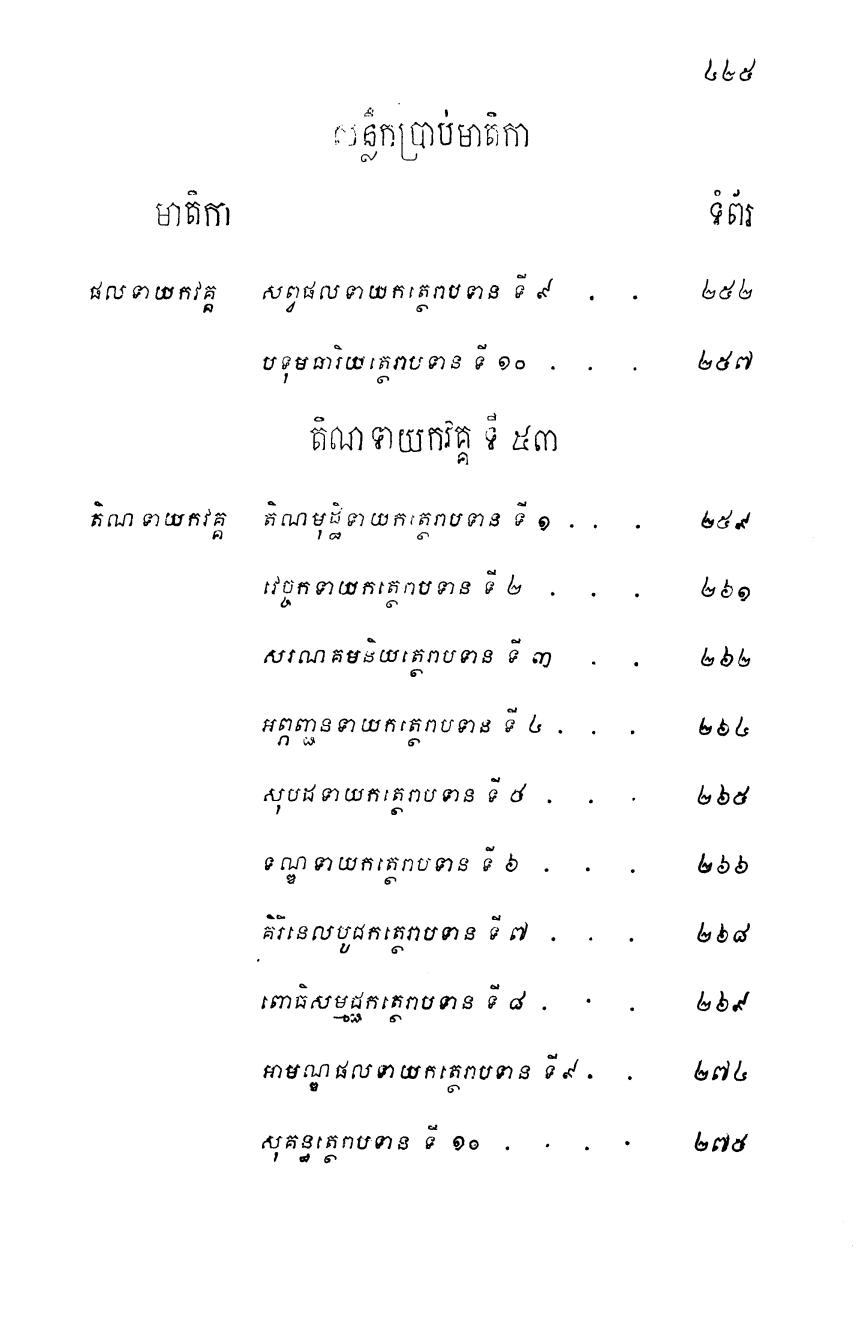 ៤២៥
សន្លឹកប្រាប់មាតិកា
មាតិកា ទំព័រ
ផលទាយកវគ្គ សព្វផលទាយកត្ថេរាបទាន ទី ៩ . . ២៥២
បទុមធារិយត្ថេរាបទាន ទី ១០ . . . ២៥៧
តិណទាយកវគ្គ ទី ៥៣
តិណទាយកវគ្គ តិណមុដ្ឋិទាយកត្ថេរាបទាន ទី ១ . . . ២៥៩
វេច្ចកទាយកត្ថេរាបទាន ទី ២ . . . ២៦១
សរណគមនិយត្ថេរាបទាន ទី ៣ . . ២៦២
អព្ភញ្ជនទាយកត្ថេរាបទាន ទី ៤ . . . ២៦៤
សុបដទាយកត្ថេរាបទាន ទី ៥ . . . ២៦៥
ទណ្ឌទាយកត្ថេរាបទាន ទី ៦ . . . ២៦៦
គិរិនេលបូជកត្ថេរាបទាន ទី ៧ . . . ២៦៨
ពោធិសម្មជ្ជកត្ថេរាបទាន ទី ៨ . . . ២៦៩
អាមណ្ឌផលទាយកត្ថេរាបទាន ទី ៩ . . ២៧៤
សុគន្ធត្ថេរាបទាន ទី ១០ . . . . ២៧៥